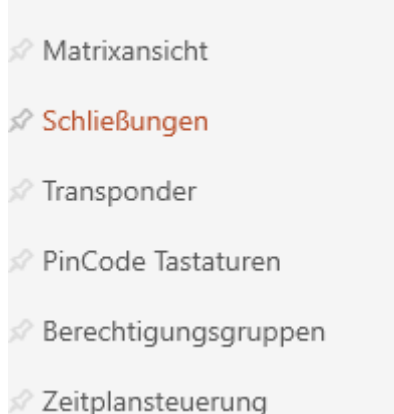 Matrixansicht
Schließungen
Transponder
PinCode Tastaturen
Berechtigungsgruppen
Zeitplansteuerung